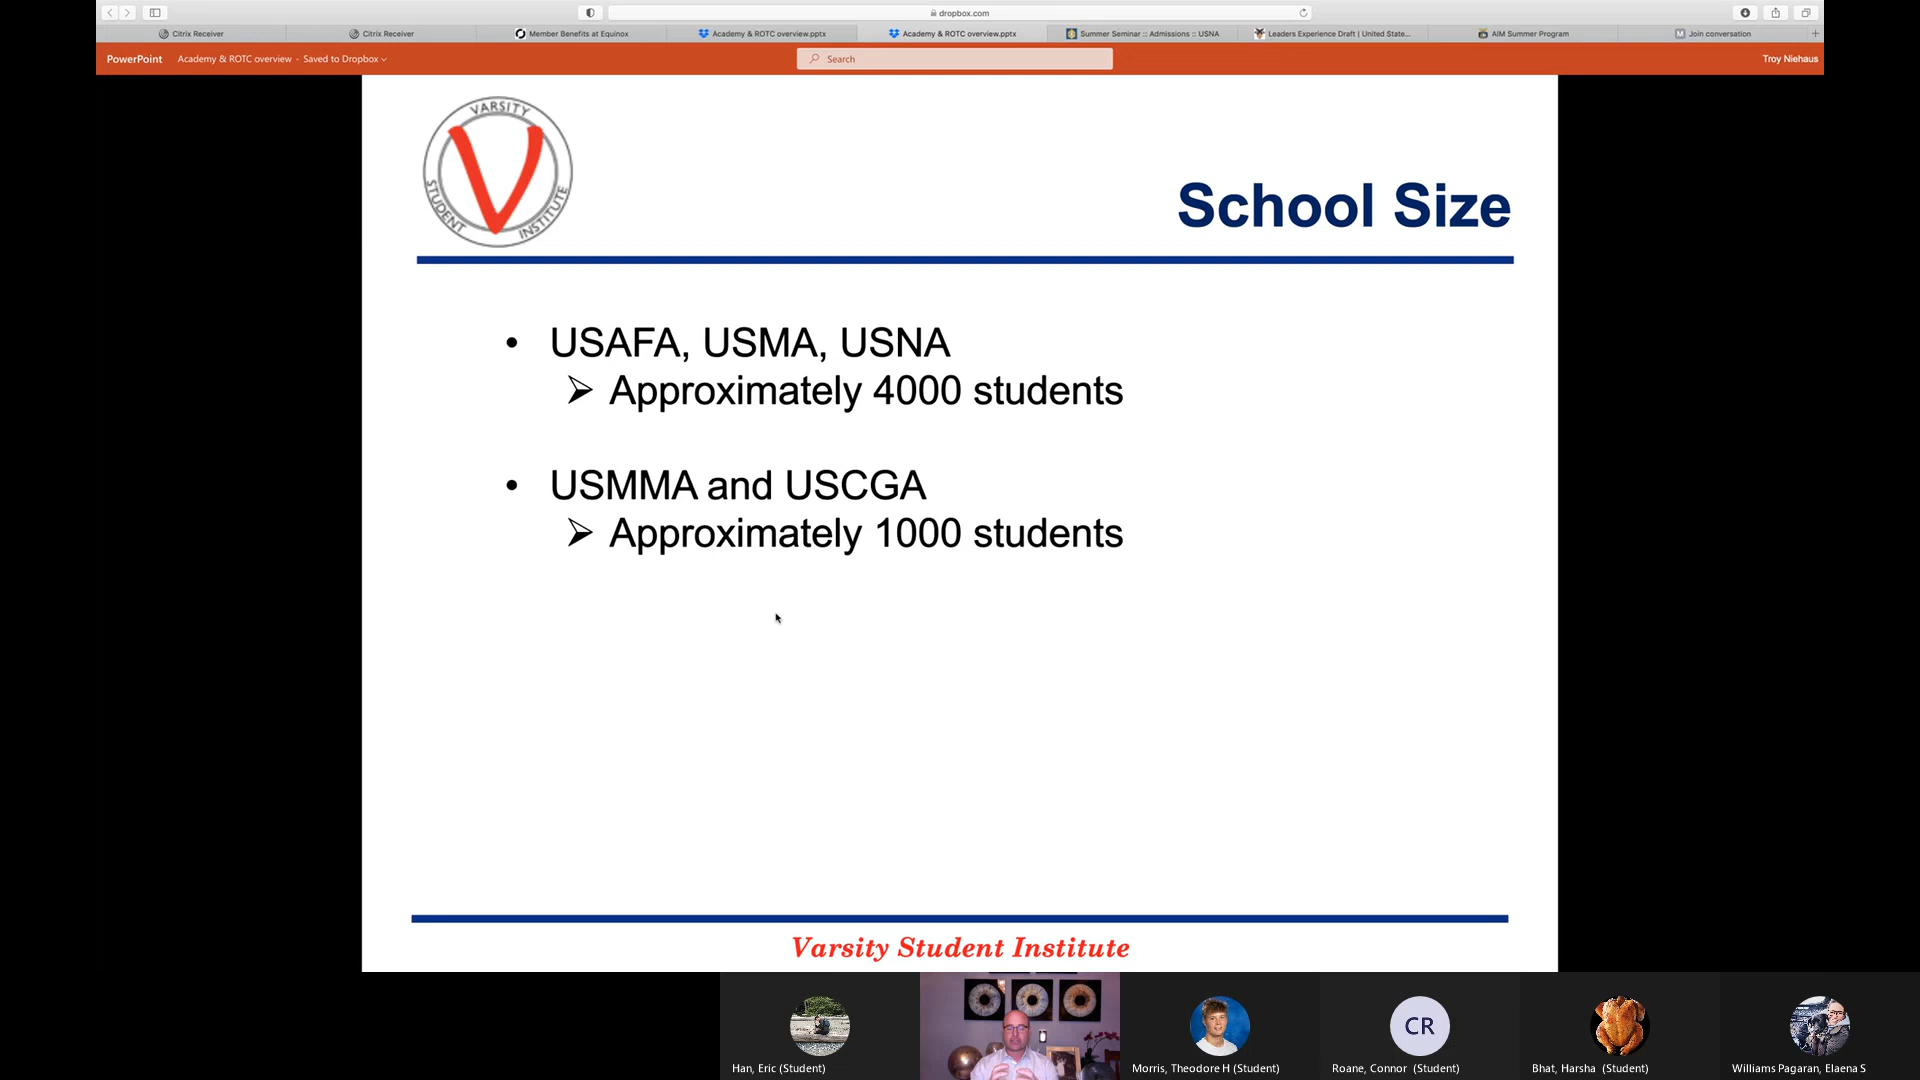 dropbox.com
Citrix Receiver
Citrix Receiver
Member Benefits at Equinox
Academy & ROTC overview.pptx
Academy & ROTC overview.pptx
Summer Seminar :: Admissions :: USNA
Leaders Experience Draft | United State...
AIM Summer Program
M Join conversation
PowerPoint
Academy & ROTC overview - Saved to Dropbox
Search
Troy Niehaus
VARSITY
V
STUDENT INSTITUTE
School Size
• USAFA, USMA, USNA
➢ Approximately 4000 students
• USMMA and USCGA
➢ Approximately 1000 students
Varsity Student Institute
CR
Han, Eric (Student)
Morris, Theodore H (Student)
Roane, Connor (Student)
Bhat, Harsha (Student)
Williams Pagaran, Elaena S